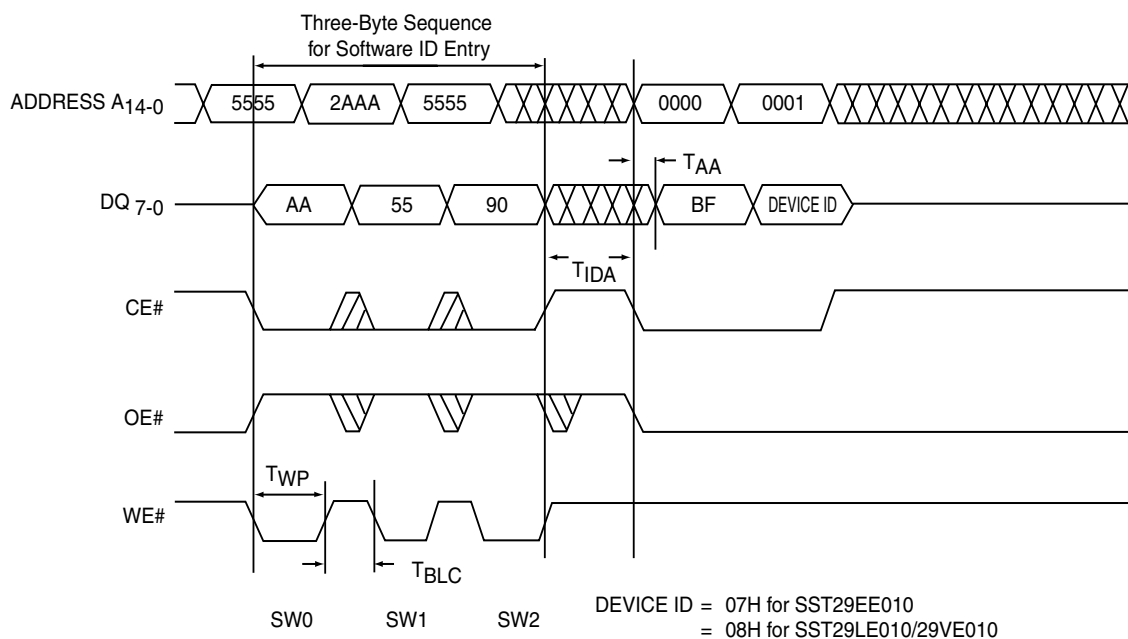 Three-Byte Sequence
for Software ID Entry
ADDRESS A14-0
5555
2AAA
5555
0000
0001
TAA
DQ 7-0
AA
55
90
BF
DEVICE ID
TIDA
CE#
OE#
TWP
WE#
TBLC
SW0
SW1
SW2
DEVICE ID = 07H for SST29EE010
= 08H for SST29LE010/29VE010